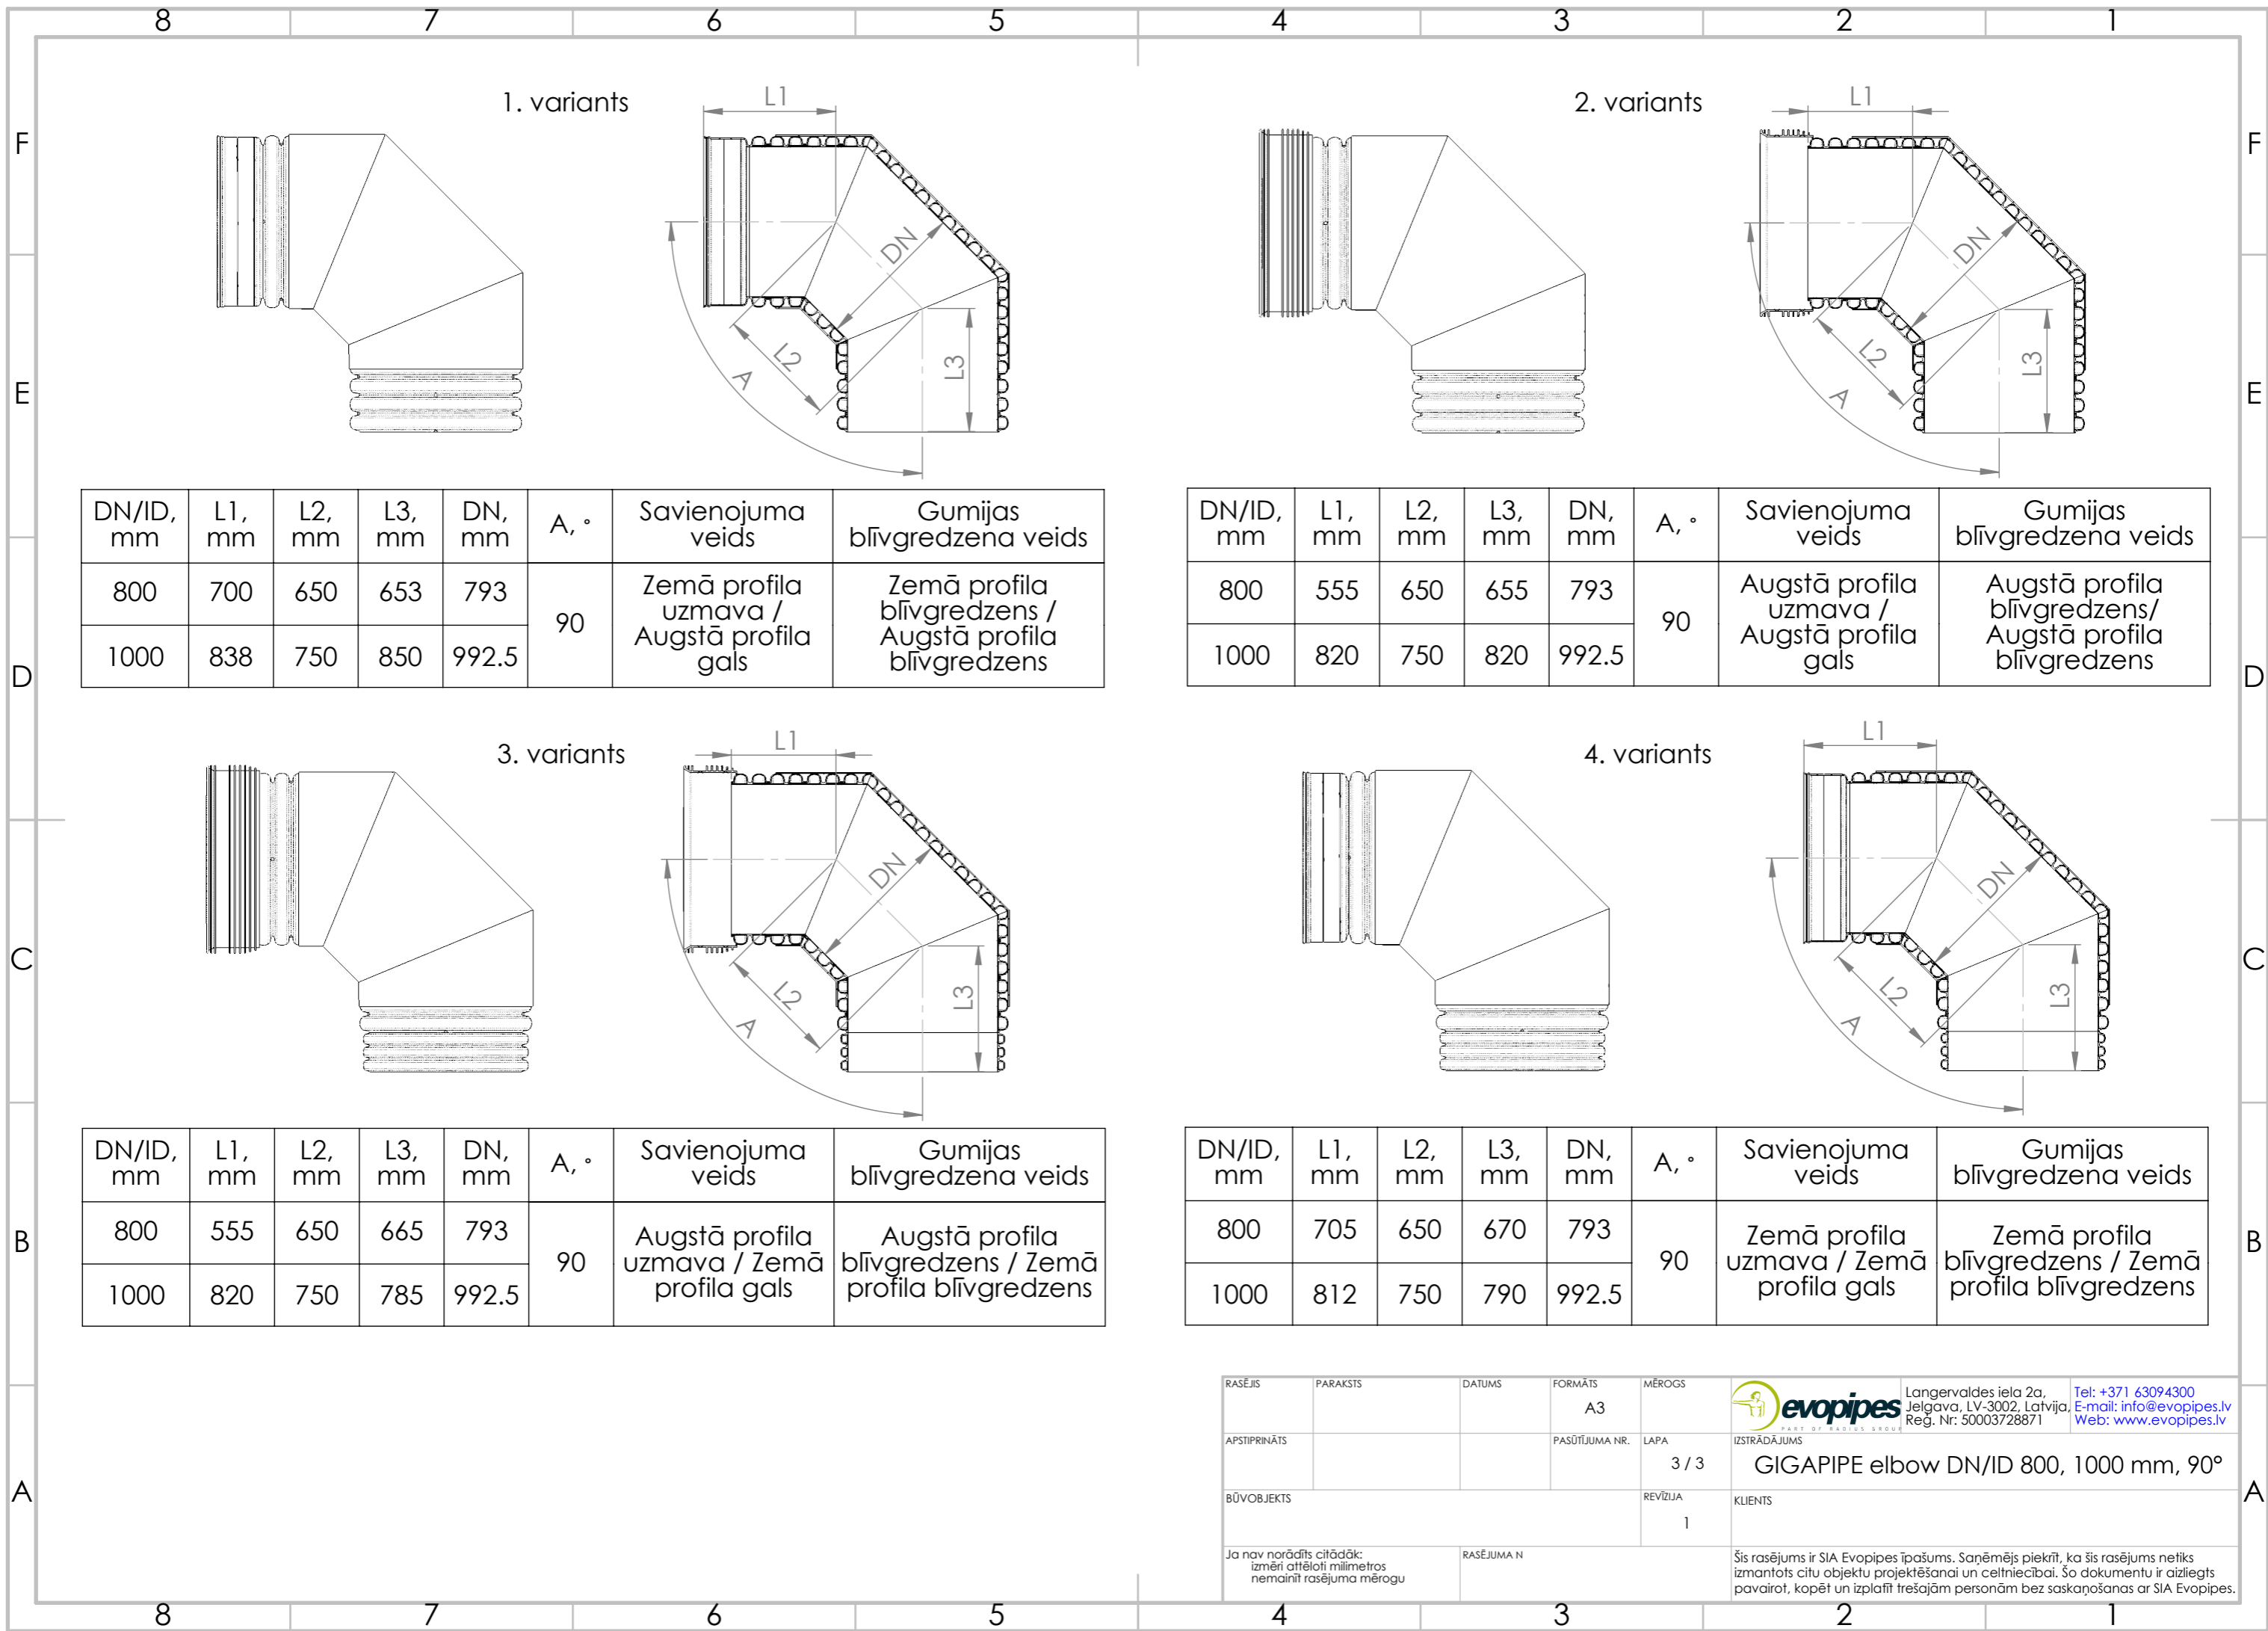 8 7 6 5 4 3 2 1
F F
E E
D D
C C
B B
A A
1. variants
L1
DN
L2
L3
A
DN/ID, mm L1, mm L2, mm L3, mm DN, mm A, ° Savienojuma veids Gumijas blīvgredzena veids
800 700 650 653 793
1000 838 750 850 992.5
90
Zemā profila
uzmava /
Augstā profila
gals
Zemā profila
blīvgredzens /
Augstā profila
blīvgredzens
2. variants
L1
DN
L2
L3
A
DN/ID, mm L1, mm L2, mm L3, mm DN, mm A, ° Savienojuma veids Gumijas blīvgredzena veids
800 555 650 655 793
1000 820 750 820 992.5
90
Augstā profila
uzmava /
Augstā profila
gals
Augstā profila
blīvgredzens/
Augstā profila
blīvgredzens
3. variants
L1
DN
L2
L3
A
DN/ID, mm L1, mm L2, mm L3, mm DN, mm A, ° Savienojuma veids Gumijas blīvgredzena veids
800 555 650 665 793
1000 820 750 785 992.5
90
Augstā profila
uzmava / Zemā
profila gals
Augstā profila
blīvgredzens / Zemā
profila blīvgredzens
4. variants
L1
DN
L2
L3
A
DN/ID, mm L1, mm L2, mm L3, mm DN, mm A, ° Savienojuma veids Gumijas blīvgredzena veids
800 705 650 670 793
1000 812 750 790 992.5
90
Zemā profila
uzmava / Zemā
profila gals
Zemā profila
blīvgredzens / Zemā
profila blīvgredzens
RASĒJIS PARAKSTS DATUMS FORMĀTS MĒROGS
A3
evopipes
PART OF RADIUS GROUP
Langervaldes iela 2a,
Jelgava, LV-3002, Latvija,
Reģ. Nr: 50003728871
Tel: +371 63094300
E-mail: info@evopipes.lv
Web: www.evopipes.lv
APSTIPRINĀTS PASŪTĪJUMA NR. LAPA IZSTRĀDĀJUMS
3 / 3
GIGAPIPE elbow DN/ID 800, 1000 mm, 90°
BŪVOBJEKTS REVĪZIJA KLIENTS
1
Ja nav norādīts citādāk:
izmēri attēloti milimetros
nemainīt rasējuma mērogu
RASĒJUMA N
Šis rasējums ir SIA Evopipes īpašums. Saņēmējs piekrīt, ka šis rasējums netiks
izmantots citu objektu projektēšanai un celtniecībai. Šo dokumentu ir aizliegts
pavairot, kopēt un izplatīt trešajām personām bez saskaņošanas ar SIA Evopipes.
8 7 6 5 4 3 2 1